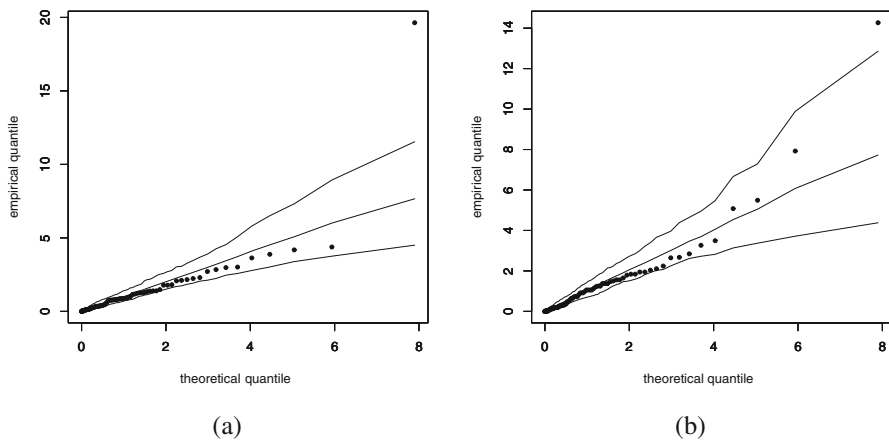 20
15
10
5
0
empirical quantile
0 2 4 6 8
theoretical quantile
(a)
14
12
10
8
6
4
2
0
empirical quantile
0 2 4 6 8
theoretical quantile
(b)